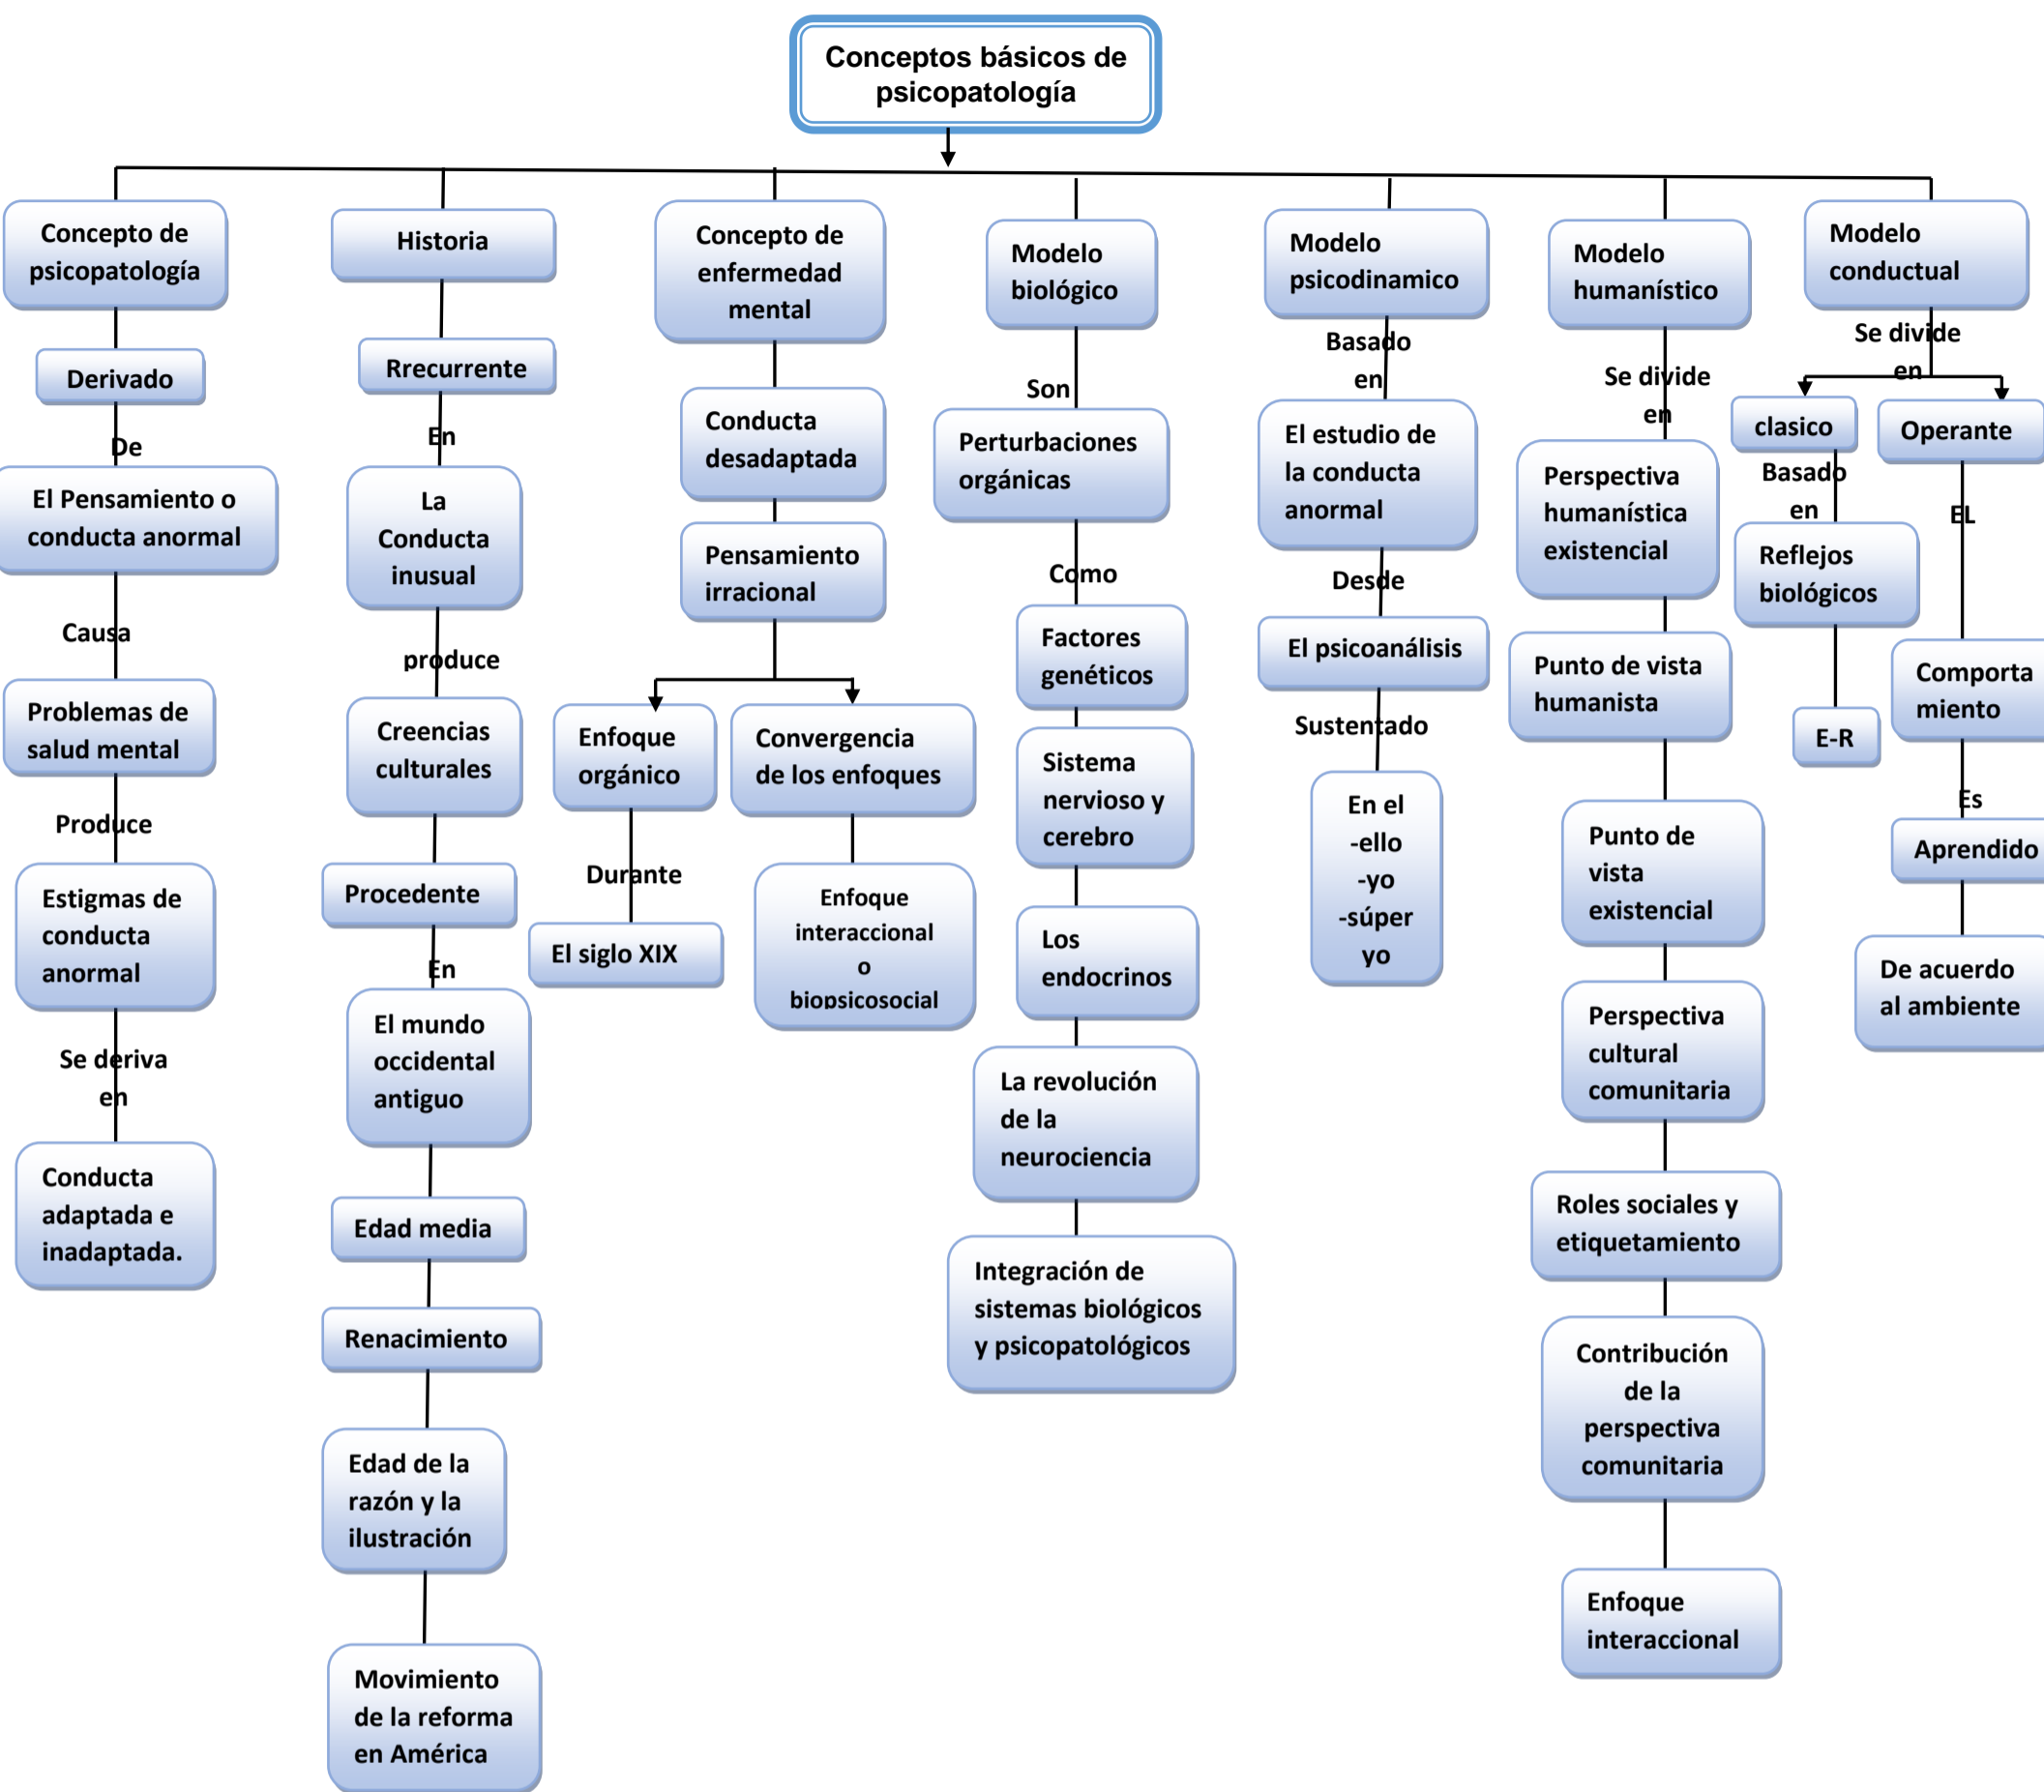 Conceptos básicos de
psicopatología
Concepto de
psicopatología
Derivado
De
El Pensamiento o
conducta anormal
Causa
Problemas de
salud mental
Produce
Estigmas de
conducta
anormal
Se deriva
en
Conducta
adaptada e
inadaptada.
Historia
Rrecurrente
En
La
Conducta
inusual
produce
Creencias
culturales
Procedente
En
El mundo
occidental
antiguo
Edad media
Renacimiento
Edad de la
razón y la
ilustración
Movimiento
de la reforma
en América
Concepto de
enfermedad
mental
Conducta
desadaptada
Pensamiento
irracional
Enfoque
orgánico
Durante
El siglo XIX
Convergencia
de los enfoques
Enfoque
interaccional
o
biopsicosocial
Modelo
biológico
Son
Perturbaciones
orgánicas
Como
Factores
genéticos
Sistema
nervioso y
cerebro
Los
endocrinos
La revolución
de la
neurociencia
Integración de
sistemas biológicos
y psicopatológicos
Modelo
psicodinamico
Basado
en
El estudio de
la conducta
anormal
Desde
El psicoanálisis
Sustentado
En el
-ello
-yo
-súper
yo
Modelo
humanístico
Se divide
en
Perspectiva
humanística
existencial
Punto de vista
humanista
Punto de
vista
existencial
Perspectiva
cultural
comunitaria
Roles sociales y
etiquetamiento
Contribución
de la
perspectiva
comunitaria
Enfoque
interaccional
Modelo
conductual
Se divide
en
clasico
Basado
en
Reflejos
biológicos
E-R
Operante
EL
Comporta
miento
Es
Aprendido
De acuerdo
al ambiente